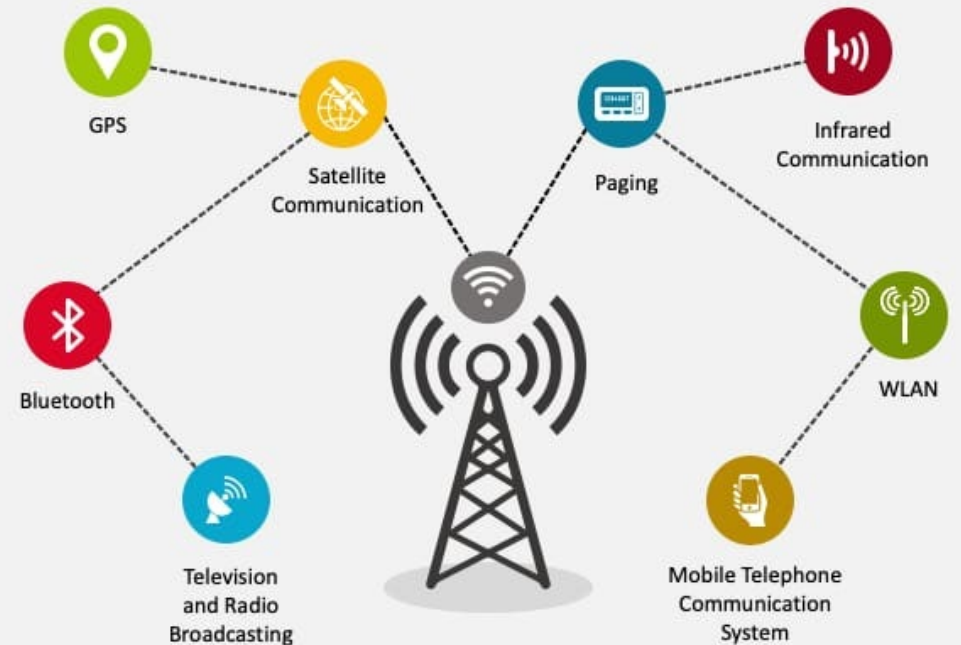 GPS
Satellite
Communication
Paging
Infrared
Communication
Bluetooth
WLAN
Television
and Radio
Broadcasting
Mobile Telephone
Communication
System